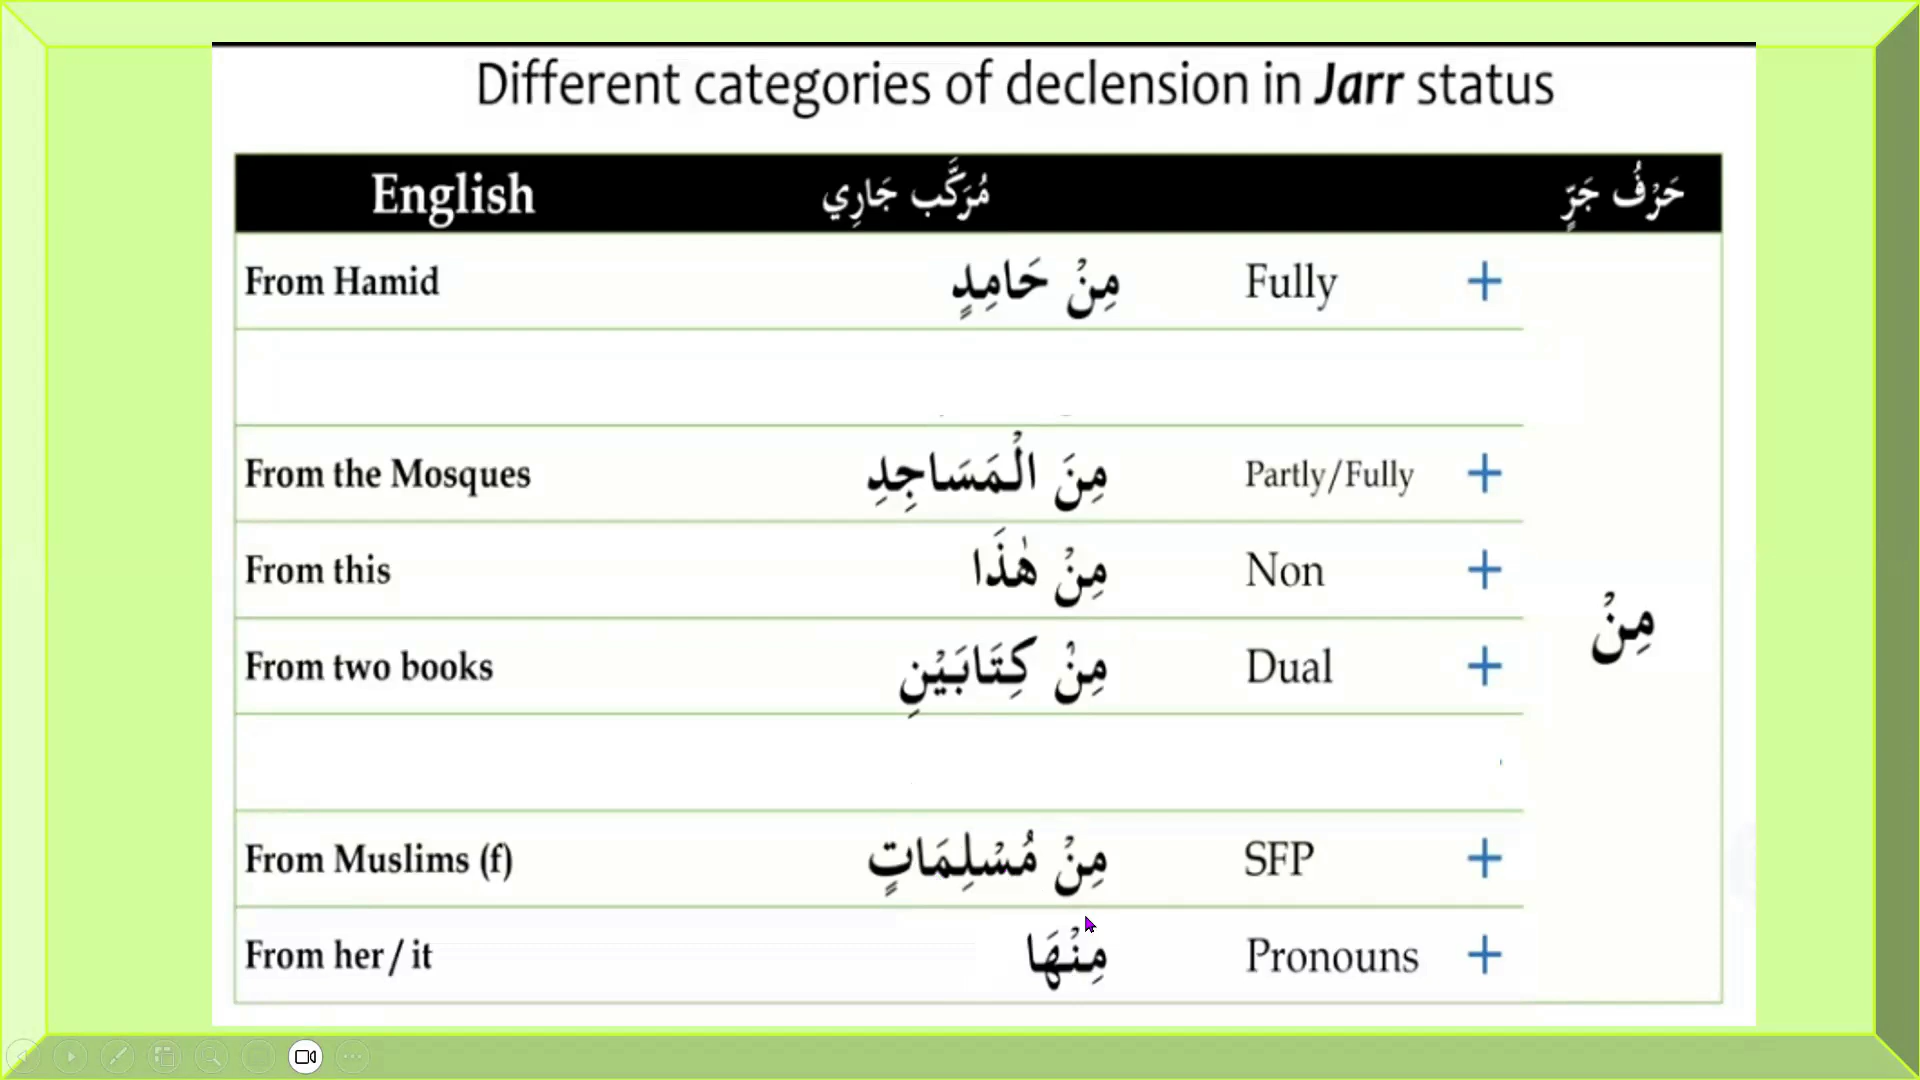 Different categories of declension in Jarr status
English مُرَكَّب جَارِي حَرْفُ جَرٍّ
From Hamid مِنْ حَامِدٍ Fully +
From the Mosques مِنَ الْمَسَاجِدِ Partly/Fully +
From this مِنْ هٰذَا Non +
مِنْ
From two books مِنْ كِتَابَيْنِ Dual +
From Muslims (f) مِنْ مُسْلِمَاتٍ SFP +
From her/it مِنْهَا Pronouns +